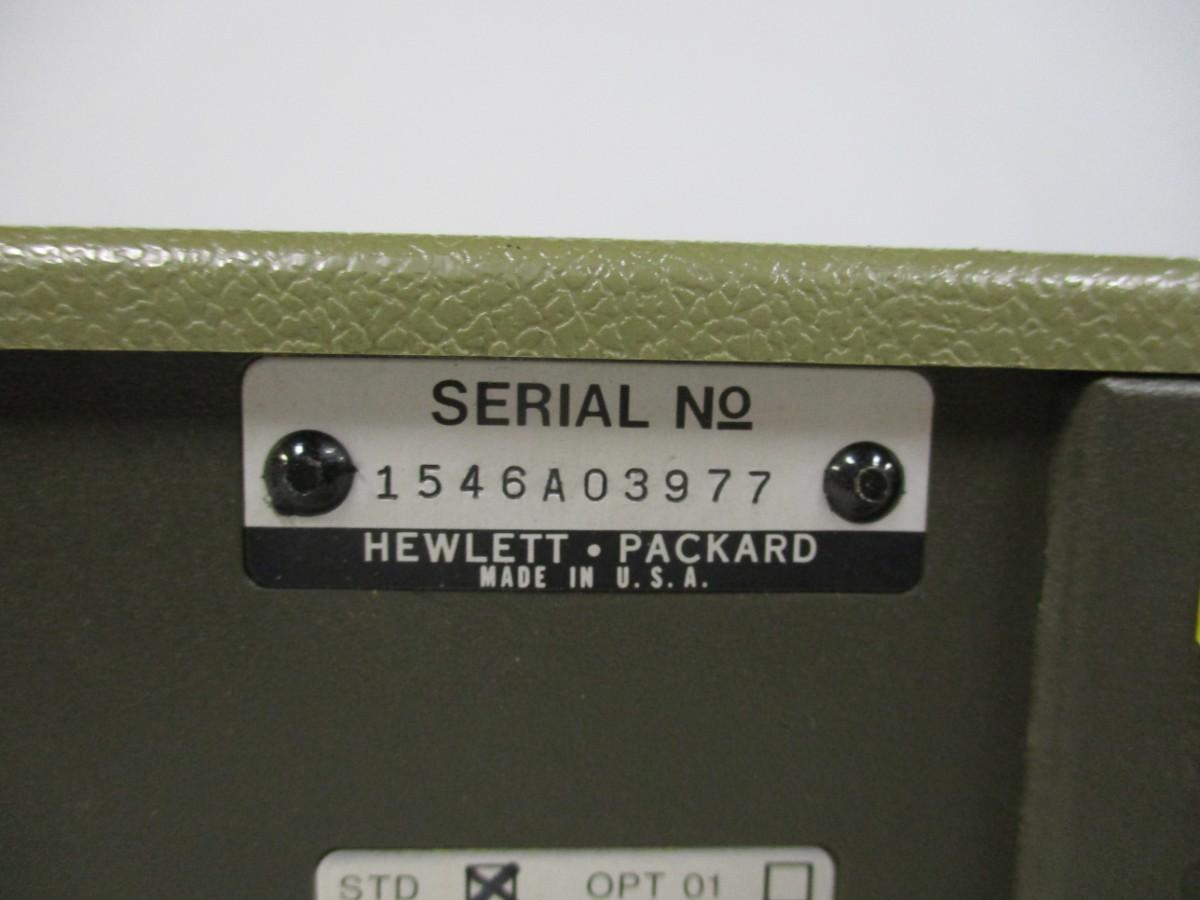 SERIAL Nº
1546A03977
HEWLETT • PACKARD
MADE IN U.S.A.
STD ☒ OPT 01 ☐